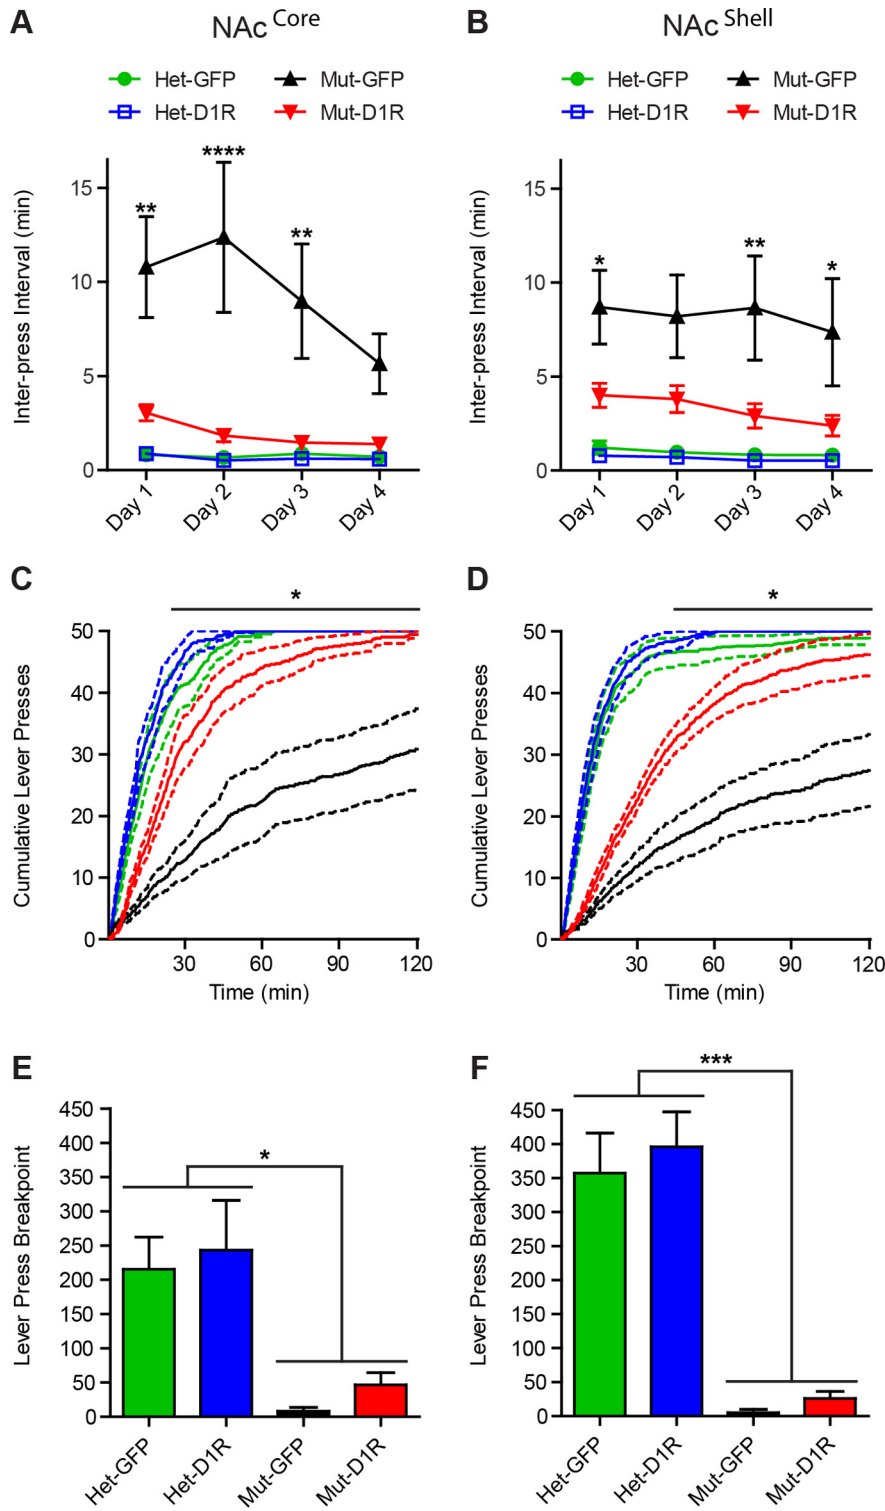 A
NAc Core
Het-GFP
Mut-GFP
Het-D1R
Mut-D1R
Inter-press Interval (min)
15
10
5
0
**
****
**
Day 1
Day 2
Day 3
Day 4
B
NAc Shell
Het-GFP
Mut-GFP
Het-D1R
Mut-D1R
Inter-press Interval (min)
15
10
5
0
*
**
*
Day 1
Day 2
Day 3
Day 4
C
*
Cumulative Lever Presses
50
40
30
20
10
0
30
60
90
120
Time (min)
D
*
Cumulative Lever Presses
50
40
30
20
10
0
30
60
90
120
Time (min)
E
*
Lever Press Breakpoint
450
400
350
300
250
200
150
100
50
0
Het-GFP
Het-D1R
Mut-GFP
Mut-D1R
F
***
Lever Press Breakpoint
450
400
350
300
250
200
150
100
50
0
Het-GFP
Het-D1R
Mut-GFP
Mut-D1R